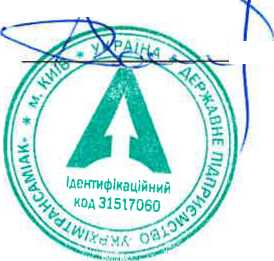 * УКРАЇНА * ДЕРЖАВНЕ ПІДПРИЄМСТВО "УКРХІМТРАНСАМІАК" * М. КИЇВ
Ідентифікаційний
код 31517060